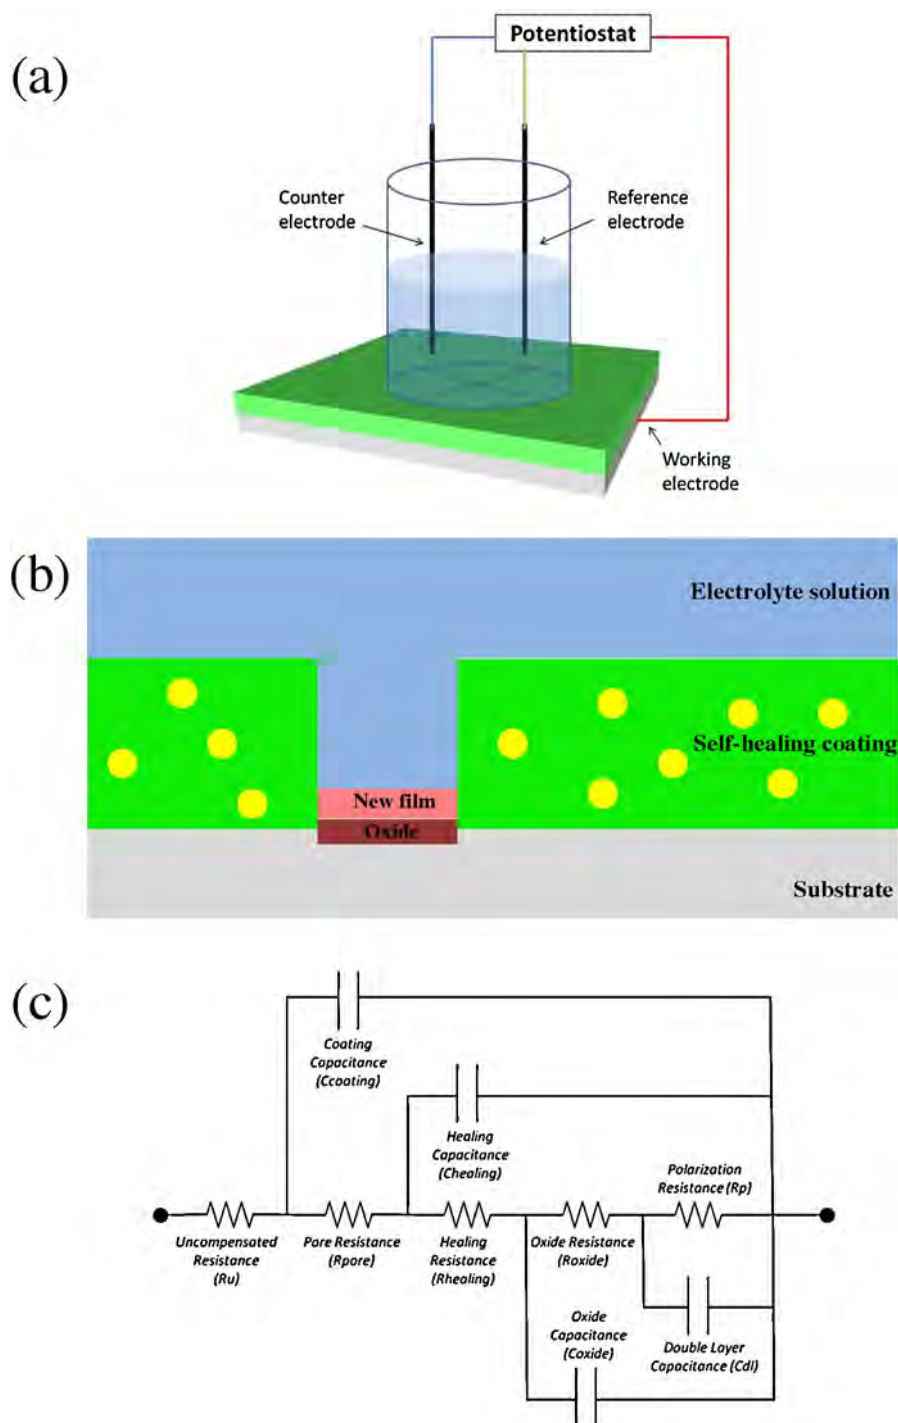 (a)
Potentiostat
Counter
electrode
Reference
electrode
Working
electrode
(b)
Electrolyte solution
Self-healing coating
New film
Oxide
Substrate
(c)
Coating
Capacitance
(Ccoating)
Healing
Capacitance
(Chealing)
Polarization
Resistance (Rp)
Uncompensated
Resistance
(Ru)
Pore Resistance
(Rpore)
Healing
Resistance
(Rhealing)
Oxide Resistance
(Roxide)
Oxide
Capacitance
(Coxide)
Double Layer
Capacitance (Cdl)